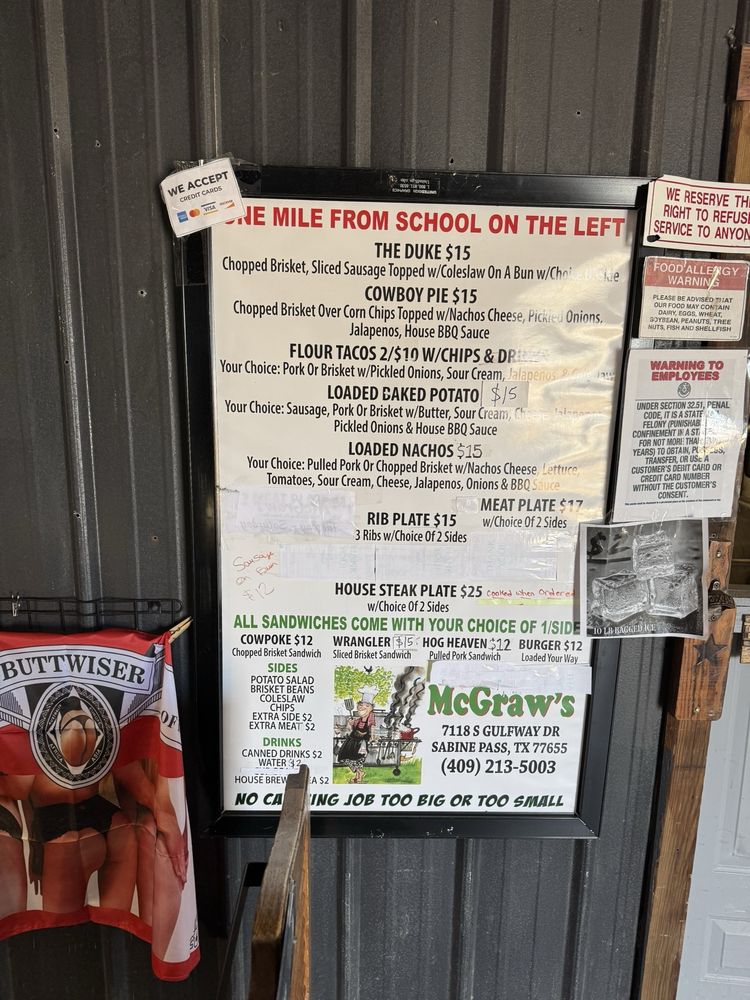 WE ACCEPT
CREDIT CARDS
VISA
ONE MILE FROM SCHOOL ON THE LEFT
THE DUKE $15
Chopped Brisket, Sliced Sausage Topped w/Coleslaw On A Bun w/Choice
COWBOY PIE $15
Chopped Brisket Over Corn Chips Topped w/Nachos Cheese, Pickled Onions,
Jalapenos, House BBQ Sauce
FLOUR TACOS 2/$10 W/CHIPS & DRINK
Your Choice: Pork Or Brisket w/Pickled Onions, Sour Cream, Jalapenos &
LOADED BAKED POTATO $15
Your Choice: Sausage, Pork Or Brisket w/Butter, Sour Cream, Cheese, Jalapenos
Pickled Onions & House BBQ Sauce
LOADED NACHOS $15
Your Choice: Pulled Pork Or Chopped Brisket w/Nachos Cheese, Lettuce,
Tomatoes, Sour Cream, Cheese, Jalapenos, Onions & BBQ Sauce
MEAT PLATE $17
w/Choice Of 2 Sides
RIB PLATE $15
3 Ribs w/Choice Of 2 Sides
Sausage
on Bun
$12
HOUSE STEAK PLATE $25 cooked when Ordered
w/Choice Of 2 Sides
ALL SANDWICHES COME WITH YOUR CHOICE OF 1/SIDE
COWPOKE $12
Chopped Brisket Sandwich
WRANGLER $15
Sliced Brisket Sandwich
HOG HEAVEN $12
Pulled Pork Sandwich
BURGER $12
Loaded Your Way
SIDES
POTATO SALAD
BRISKET BEANS
COLESLAW
CHIPS
EXTRA SIDE $2
EXTRA MEAT $2
DRINKS
CANNED DRINKS $2
WATER $2
HOUSE BREW TEA $2
McGraw's
7118 S GULFWAY DR
SABINE PASS, TX 77655
(409) 213-5003
NO CATERING JOB TOO BIG OR TOO SMALL
WE RESERVE TH
RIGHT TO REFUS
SERVICE TO ANYON
FOOD ALLERGY
WARNING
PLEASE BE ADVISED THAT
OUR FOOD MAY CONTAIN
DAIRY, EGGS, WHEAT,
SOYBEAN, PEANUTS, TREE
NUTS, FISH AND SHELLFISH
WARNING TO
EMPLOYEES
UNDER SECTION 32.51, PENAL
CODE, IT IS A STATE
FELONY (PUNISHABLE
CONFINEMENT IN A STATE
FOR NOT MORE THAN
YEARS) TO OBTAIN, POSSESS,
TRANSFER, OR USE A
CUSTOMER'S DEBIT CARD OR
CREDIT CARD NUMBER
WITHOUT THE CUSTOMER'S
CONSENT.
10 LB BAGGED ICE
BUTTWISER
OF